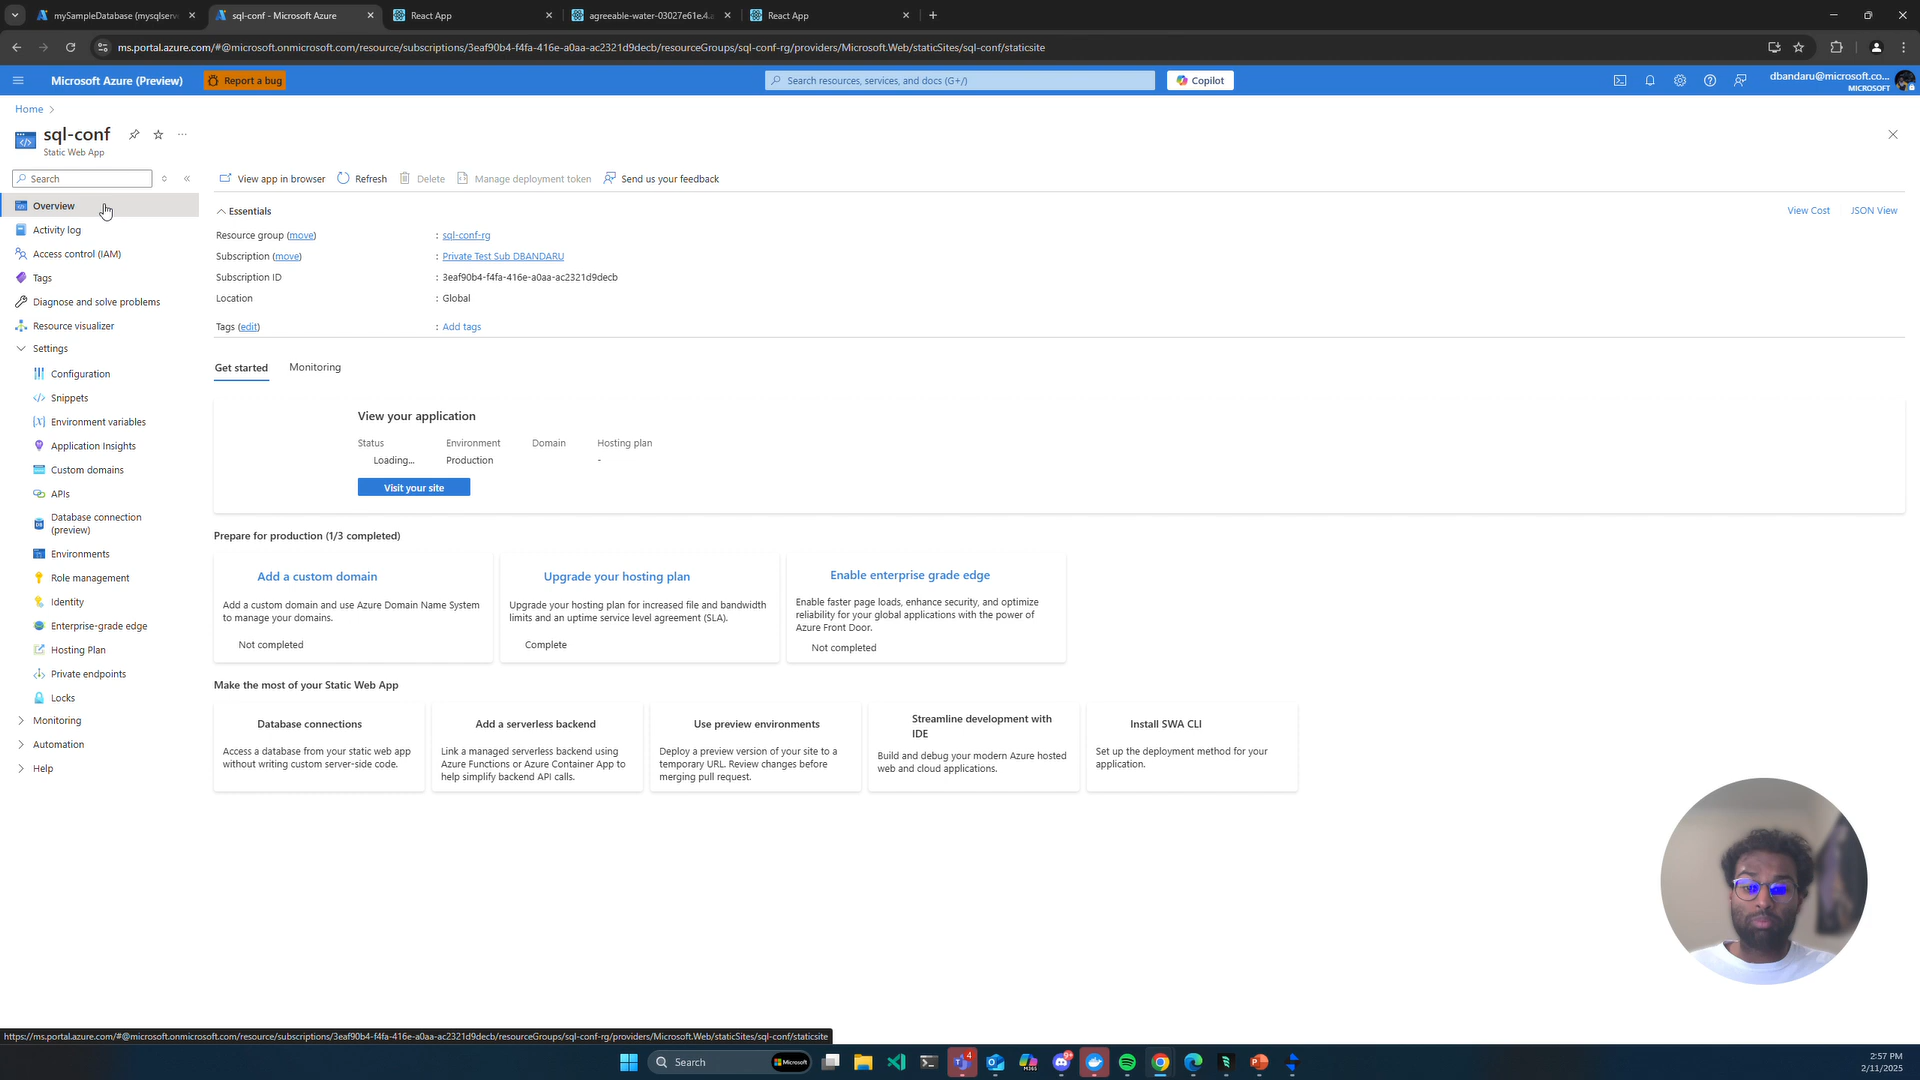 mySampleDatabase (mysqlserv
sql-conf - Microsoft Azure
React App
agreeable-water-03027e61e.4.a
React App
ms.portal.azure.com/#@microsoft.onmicrosoft.com/resource/subscriptions/3eaf90b4-f4fa-416e-a0aa-ac2321d9decb/resourceGroups/sql-conf-rg/providers/Microsoft.Web/staticSites/sql-conf/staticsite
Microsoft Azure (Preview)
Report a bug
Search resources, services, and docs (G+/)
Copilot
dbandaru@microsoft.co...
MICROSOFT
Home
sql-conf
Static Web App
Search
View app in browser
Refresh
Delete
Manage deployment token
Send us your feedback
Overview
Activity log
Access control (IAM)
Tags
Diagnose and solve problems
Resource visualizer
Settings
Configuration
Snippets
Environment variables
Application Insights
Custom domains
APIs
Database connection
(preview)
Environments
Role management
Identity
Enterprise-grade edge
Hosting Plan
Private endpoints
Locks
Monitoring
Automation
Help
Essentials
View Cost
JSON View
Resource group (move) : sql-conf-rg
Subscription (move) : Private Test Sub DBANDARU
Subscription ID : 3eaf90b4-f4fa-416e-a0aa-ac2321d9decb
Location : Global
Tags (edit) : Add tags
Get started
Monitoring
View your application
Status Environment Domain Hosting plan
Loading... Production -
Visit your site
Prepare for production (1/3 completed)
Add a custom domain
Add a custom domain and use Azure Domain Name System
to manage your domains.
Not completed
Upgrade your hosting plan
Upgrade your hosting plan for increased file and bandwidth
limits and an uptime service level agreement (SLA).
Complete
Enable enterprise grade edge
Enable faster page loads, enhance security, and optimize
reliability for your global applications with the power of
Azure Front Door.
Not completed
Make the most of your Static Web App
Database connections
Access a database from your static web app
without writing custom server-side code.
Add a serverless backend
Link a managed serverless backend using
Azure Functions or Azure Container App to
help simplify backend API calls.
Use preview environments
Deploy a preview version of your site to a
temporary URL. Review changes before
merging pull request.
Streamline development with
IDE
Build and debug your modern Azure hosted
web and cloud applications.
Install SWA CLI
Set up the deployment method for your
application.
https://ms.portal.azure.com/#@microsoft.onmicrosoft.com/resource/subscriptions/3eaf90b4-f4fa-416e-a0aa-ac2321d9decb/resourceGroups/sql-conf-rg/providers/Microsoft.Web/staticSites/sql-conf/staticsite
Search
Microsoft
4
2:57 PM
2/11/2025